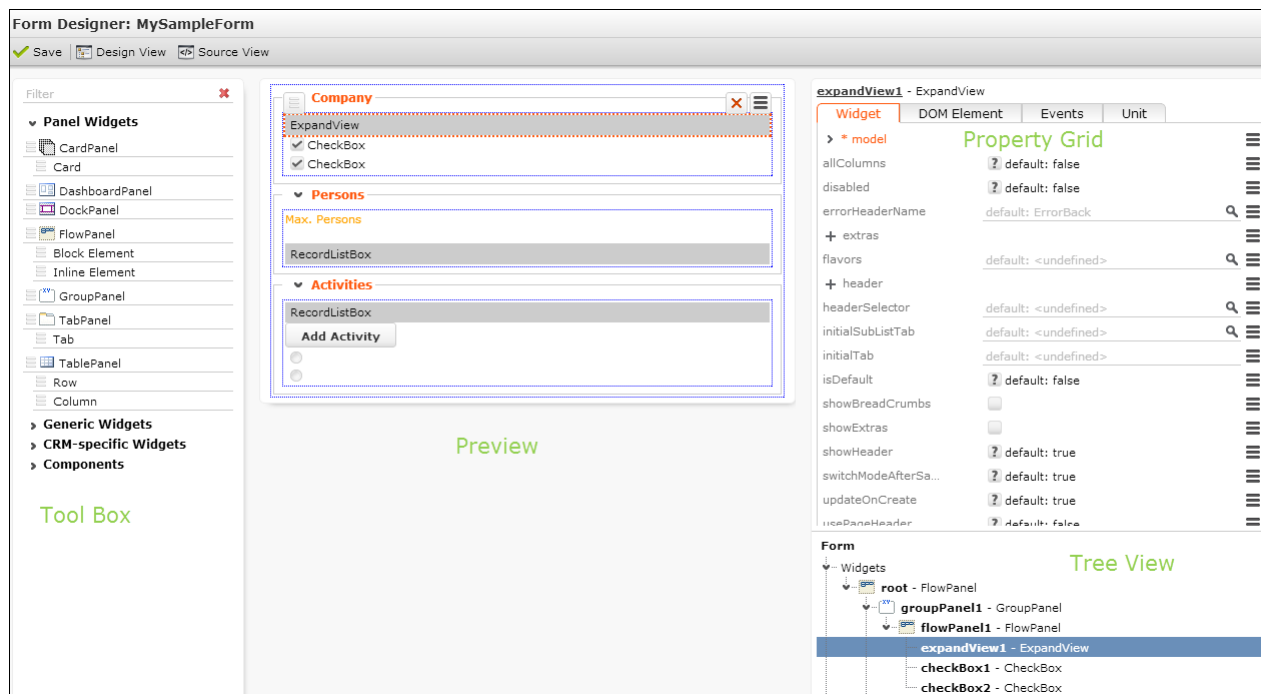 Form Designer: MySampleForm
Save Design View Source View
Filter
Panel Widgets
CardPanel
Card
DashboardPanel
DockPanel
FlowPanel
Block Element
Inline Element
GroupPanel
TabPanel
Tab
TablePanel
Row
Column
Generic Widgets
CRM-specific Widgets
Components
Tool Box
Company
ExpandView
CheckBox
CheckBox
Persons
Max. Persons
RecordListBox
Activities
RecordListBox
Add Activity
Preview
expandView1 - ExpandView
Widget DOM Element Events Unit
* model
Property Grid
allColumns ? default: false
disabled ? default: false
errorHeaderName default: ErrorBack
+ extras
flavors default: <undefined>
+ header
headerSelector default: <undefined>
initialSubListTab default: <undefined>
initialTab default: <undefined>
isDefault ? default: false
showBreadCrumbs
showExtras
showHeader ? default: true
switchModeAfterSa... ? default: true
updateOnCreate ? default: true
usePageHeader ? default: false
Form
Tree View
Widgets
root - FlowPanel
groupPanel1 - GroupPanel
flowPanel1 - FlowPanel
expandView1 - ExpandView
checkBox1 - CheckBox
checkBox2 - CheckBox